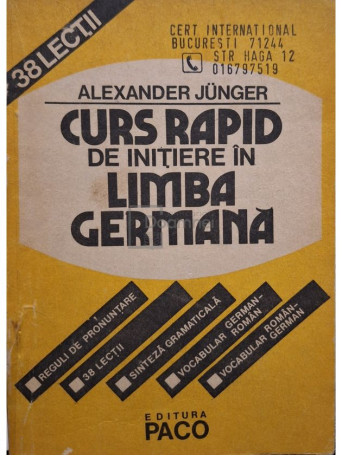 38 LECȚII
CERT INTERNATIONAL
BUCUREȘTI 71244
STR HAGA 12
016797519
ALEXANDER JÜNGER
CURS RAPID
DE INIȚIERE ÎN
LIMBA
GERMANĂ
REGULI DE PRONUNȚARE
38 LECȚII
SINTEZĂ GRAMATICALĂ
VOCABULAR GERMAN-
ROMÂN
VOCABULAR ROMÂN-
GERMAN
EDITURA
PACO